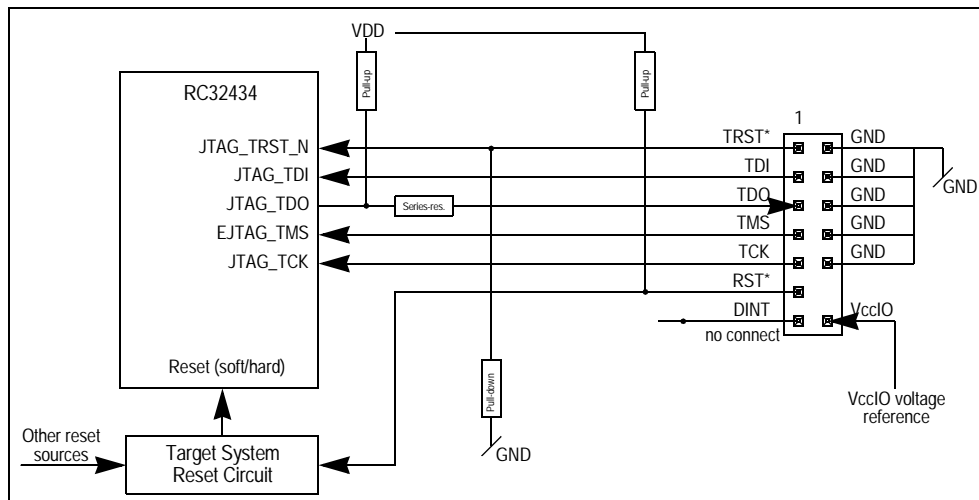 VDD
Pull-up
Pull-up
RC32434
1
JTAG_TRST_N
TRST*
GND
JTAG_TDI
TDI
GND
GND
JTAG_TDO
Series-res.
TDO
GND
EJTAG_TMS
TMS
GND
JTAG_TCK
TCK
GND
RST*
DINT
VccIO
no connect
Reset (soft/hard)
Pull-down
VccIO voltage
reference
Other reset
sources
Target System
Reset Circuit
GND